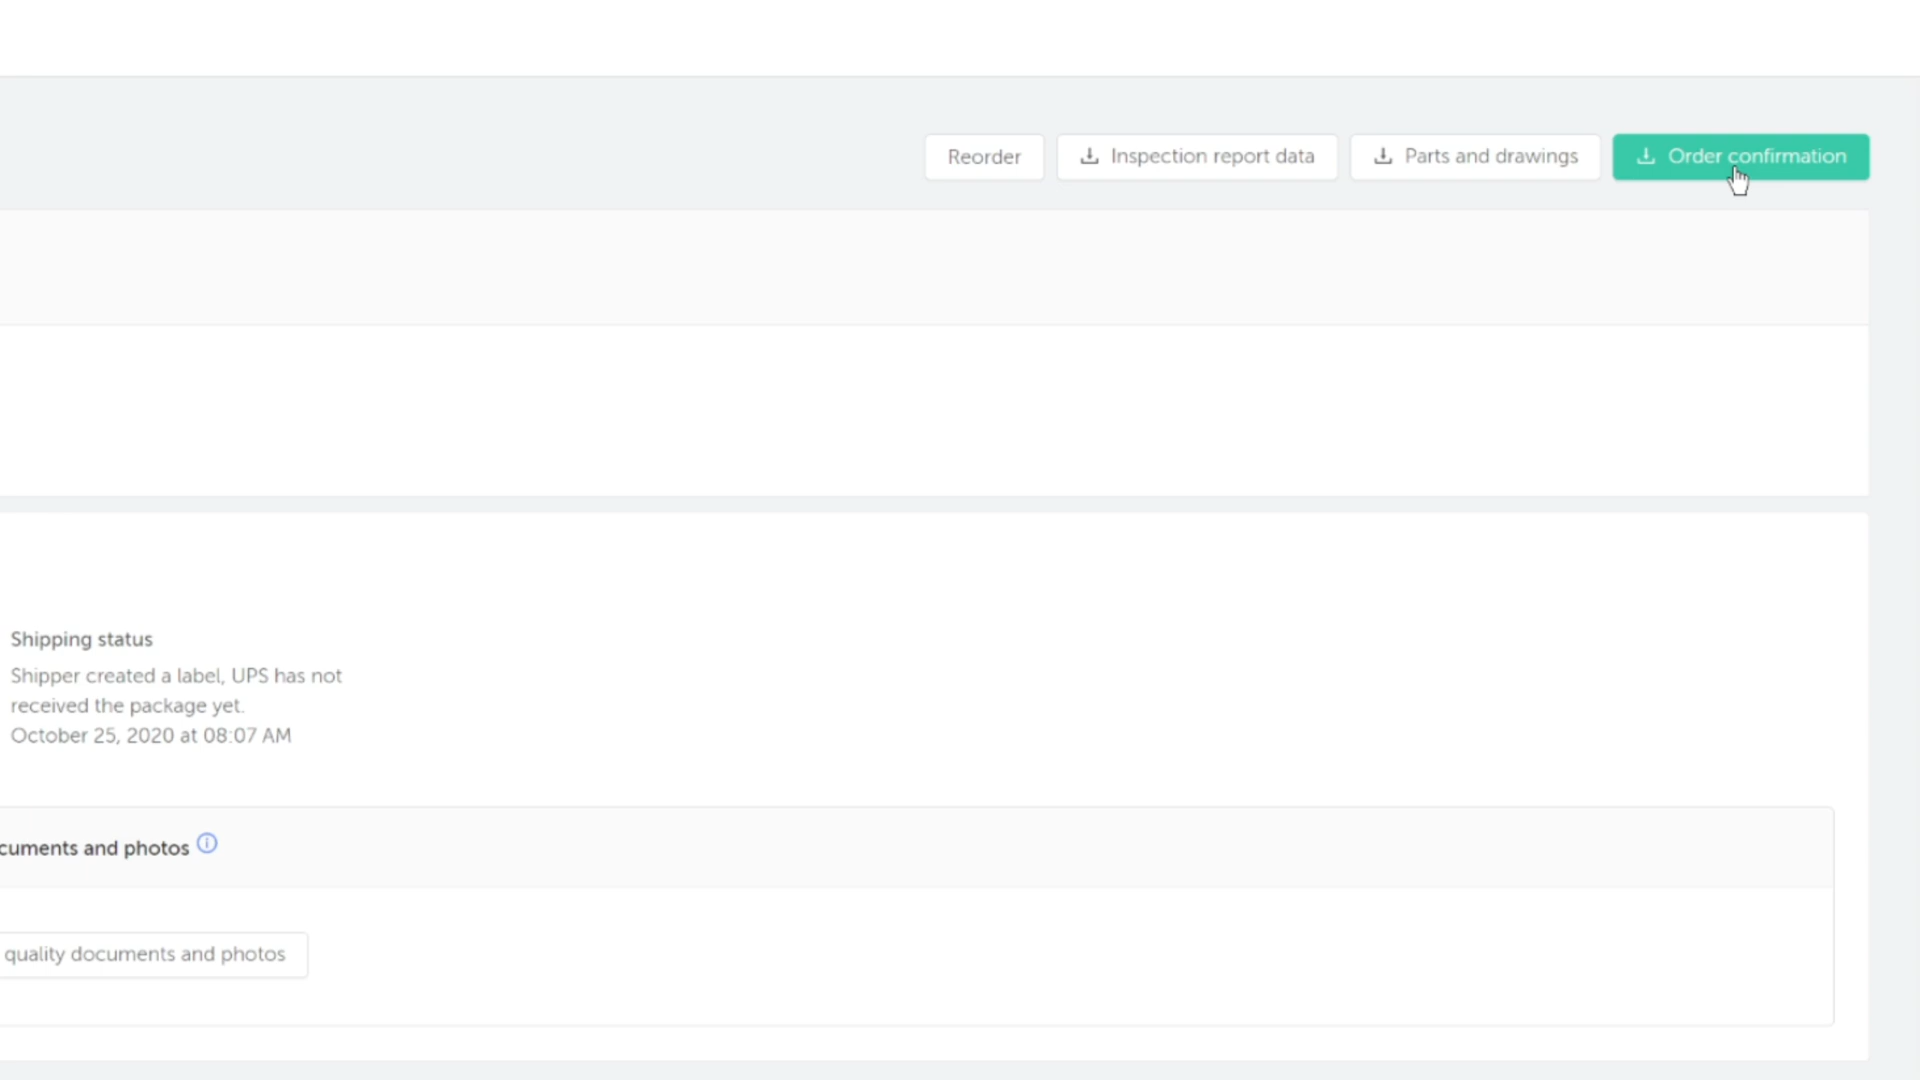 Reorder
Inspection report data
Parts and drawings
Order confirmation
Shipping status
Shipper created a label, UPS has not
received the package yet.
October 25, 2020 at 08:07 AM
cuments and photos
quality documents and photos